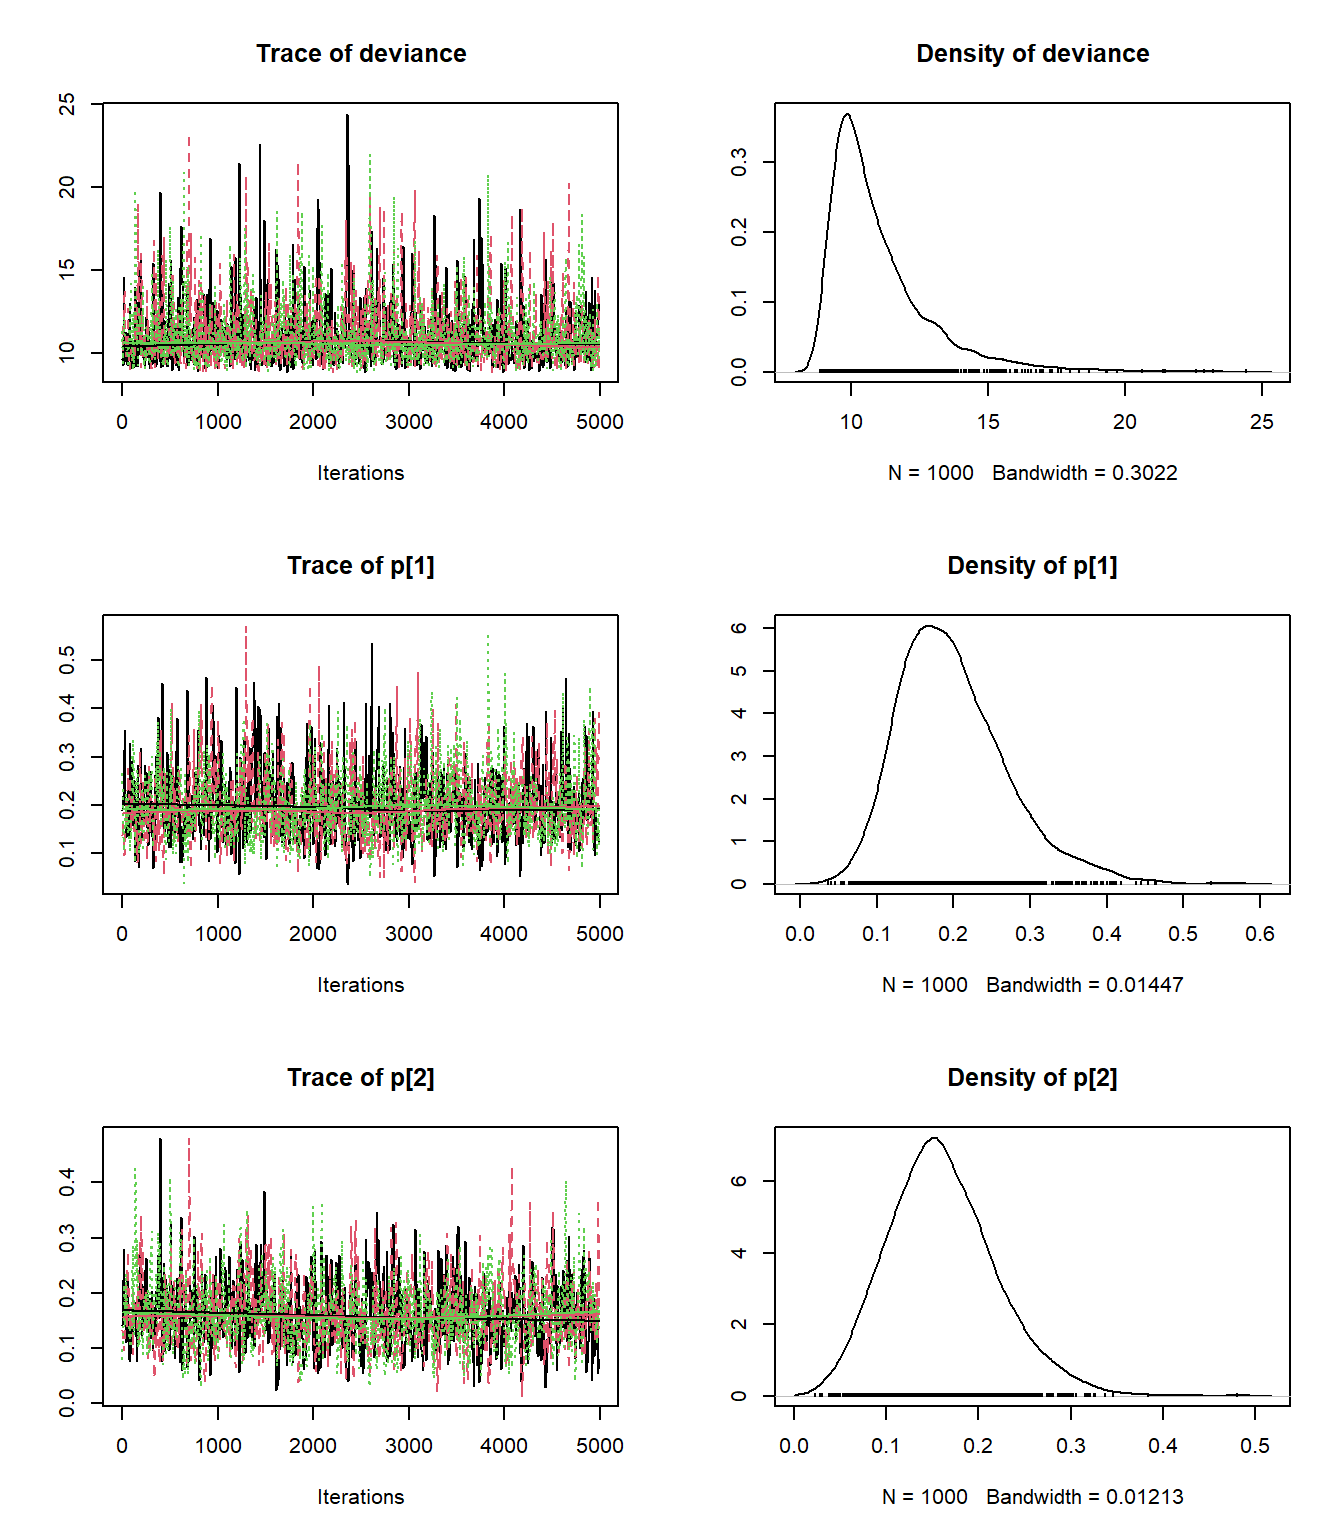 Trace of deviance
25
20
15
10
0 1000 2000 3000 4000 5000
Iterations
Density of deviance
0.3
0.2
0.1
0.0
10 15 20 25
N = 1000 Bandwidth = 0.3022
Trace of p[1]
0.5
0.4
0.3
0.2
0.1
0 1000 2000 3000 4000 5000
Iterations
Density of p[1]
6
5
4
3
2
1
0
0.0 0.1 0.2 0.3 0.4 0.5 0.6
N = 1000 Bandwidth = 0.01447
Trace of p[2]
0.4
0.3
0.2
0.1
0.0
0 1000 2000 3000 4000 5000
Iterations
Density of p[2]
6
4
2
0
0.0 0.1 0.2 0.3 0.4 0.5
N = 1000 Bandwidth = 0.01213